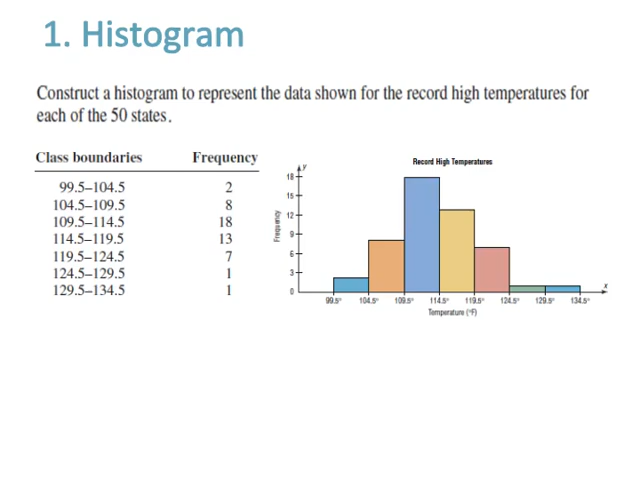 1. Histogram
Construct a histogram to represent the data shown for the record high temperatures for
each of the 50 states.
Class boundaries Frequency
99.5–104.5 2
104.5–109.5 8
109.5–114.5 18
114.5–119.5 13
119.5–124.5 7
124.5–129.5 1
129.5–134.5 1
Record High Temperatures
y
18
15
12
9
6
3
0
Frequency
x
99.5° 104.5° 109.5° 114.5° 119.5° 124.5° 129.5° 134.5°
Temperature (°F)